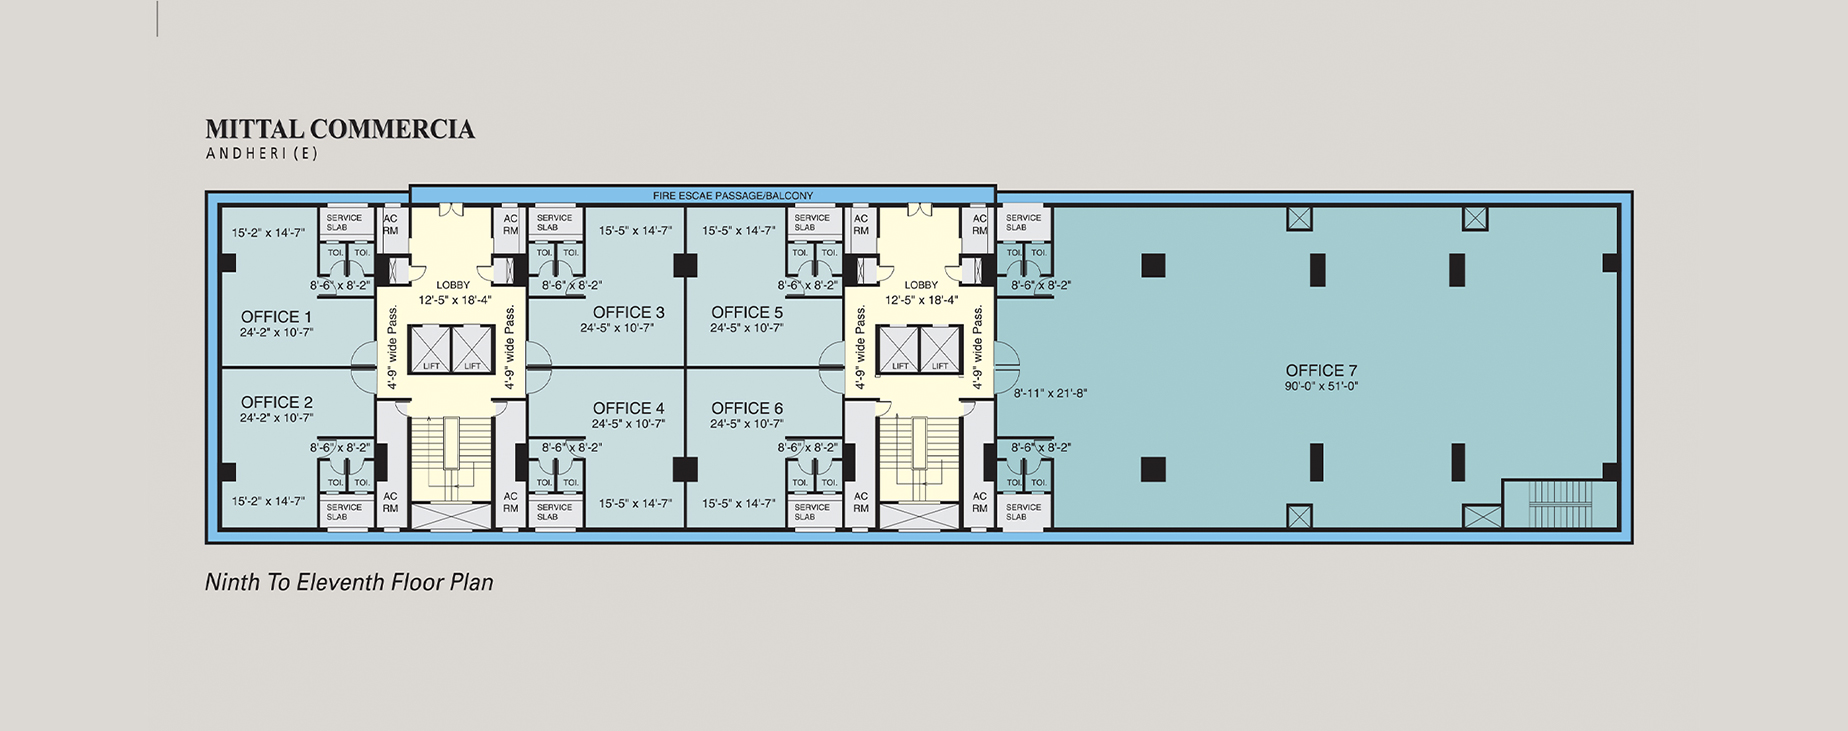 MITTAL COMMERCIA
ANDHERI (E)
FIRE ESCAE PASSAGE/BALCONY
15'-2" x 14'-7"
SERVICE
SLAB
TOI. TOI.
8'-6" x 8'-2"
OFFICE 1
24'-2" x 10'-7"
OFFICE 2
24'-2" x 10'-7"
8'-6" x 8'-2"
TOI. TOI.
15'-2" x 14'-7"
SERVICE
SLAB
AC
RM
AC
RM
LOBBY
12'-5" x 18'-4"
4'-9" wide Pass.
4'-9" wide Pass.
LIFT LIFT
AC
RM
AC
RM
SERVICE
SLAB
15'-5" x 14'-7"
TOI. TOI.
8'-6" x 8'-2"
OFFICE 3
24'-5" x 10'-7"
OFFICE 4
24'-5" x 10'-7"
8'-6" x 8'-2"
TOI. TOI.
SERVICE
SLAB
15'-5" x 14'-7"
15'-5" x 14'-7"
SERVICE
SLAB
TOI. TOI.
8'-6" x 8'-2"
OFFICE 5
24'-5" x 10'-7"
OFFICE 6
24'-5" x 10'-7"
8'-6" x 8'-2"
TOI. TOI.
15'-5" x 14'-7"
SERVICE
SLAB
AC
RM
AC
RM
LOBBY
12'-5" x 18'-4"
4'-9" wide Pass.
4'-9" wide Pass.
LIFT LIFT
AC
RM
AC
RM
SERVICE
SLAB
TOI. TOI.
8'-6" x 8'-2"
8'-11" x 21'-8"
OFFICE 7
90'-0" x 51'-0"
8'-6" x 8'-2"
TOI. TOI.
SERVICE
SLAB
Ninth To Eleventh Floor Plan